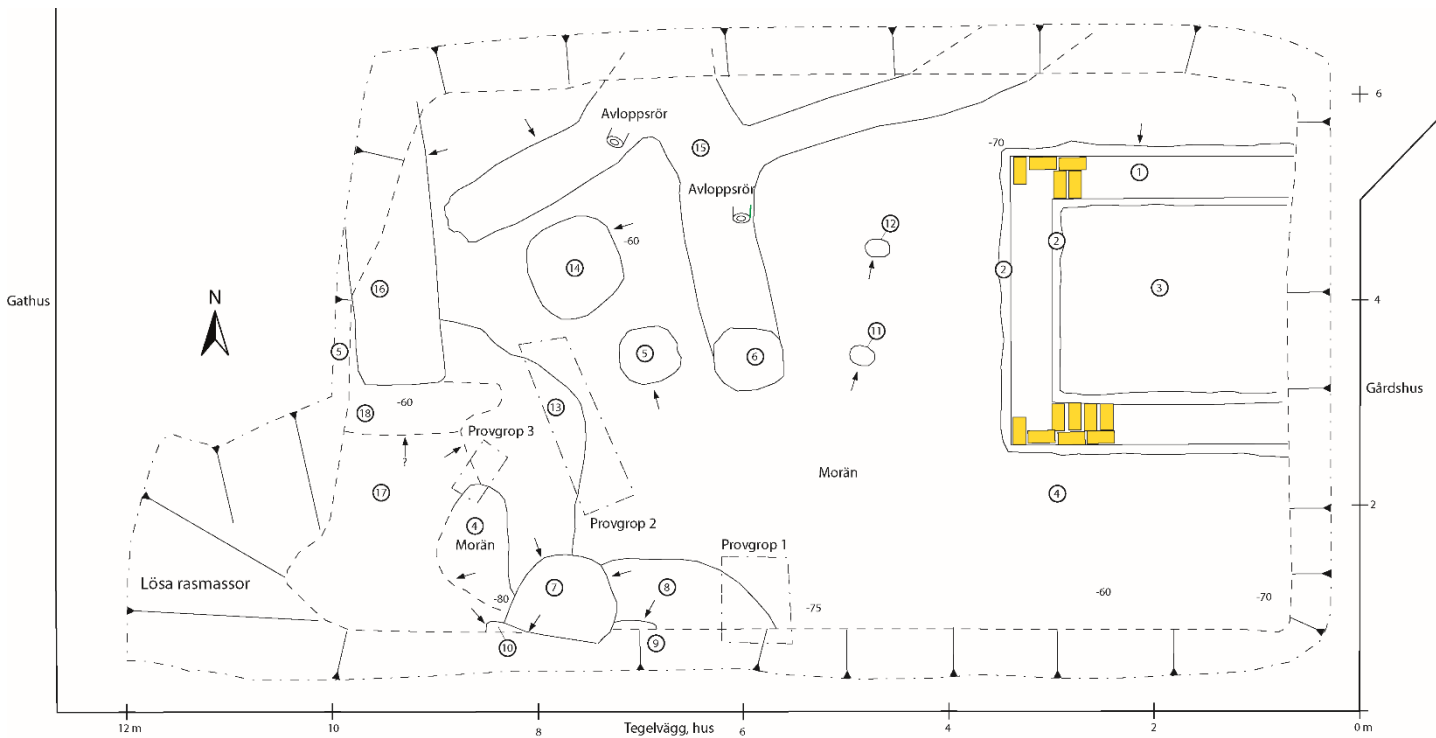 Avloppsrör
6
-70
1
15
Avloppsrör
12
2
-60
2
14
3
16
N
Gathus
4
11
5
5
6
Gårdshus
13
-60
18
Provgrop 3
?
Morän
17
4
2
4
Provgrop 2
Morän
Provgrop 1
Lösa rasmassor
7
8
-80
-75
-60
-70
10
9
12 m
10
8
Tegelvägg, hus
6
4
2
0 m